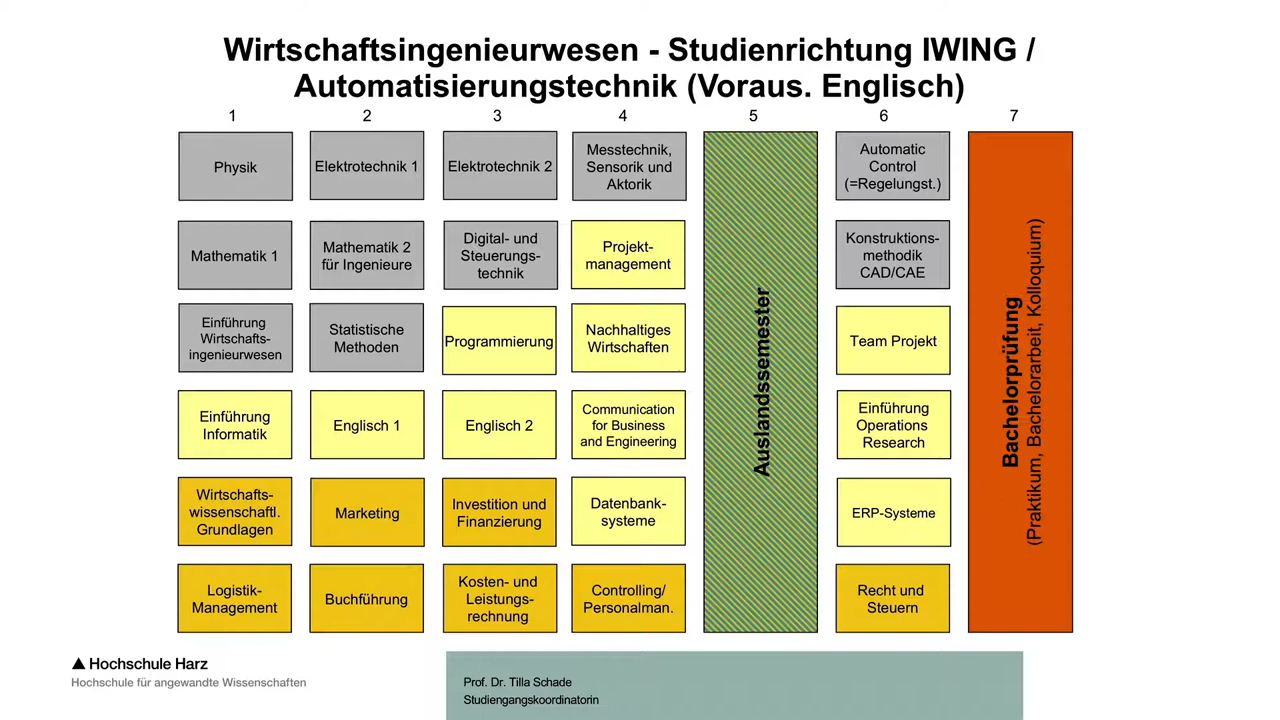 Wirtschaftsingenieurwesen - Studienrichtung IWING /
Automatisierungstechnik (Voraus. Englisch)
1
2
3
4
5
6
7
Physik
Elektrotechnik 1
Elektrotechnik 2
Messtechnik,
Sensorik und
Aktorik
Automatic
Control
(=Regelungst.)
Mathematik 1
Mathematik 2
für Ingenieure
Digital- und
Steuerungs-
technik
Projekt-
management
Konstruktions-
methodik
CAD/CAE
Einführung
Wirtschafts-
ingenieurwesen
Statistische
Methoden
Programmierung
Nachhaltiges
Wirtschaften
Team Projekt
Einführung
Informatik
Englisch 1
Englisch 2
Communication
for Business
and Engineering
Einführung
Operations
Research
Wirtschafts-
wissenschaftl.
Grundlagen
Marketing
Investition und
Finanzierung
Datenbank-
systeme
ERP-Systeme
Logistik-
Management
Buchführung
Kosten- und
Leistungs-
rechnung
Controlling/
Personalman.
Recht und
Steuern
Auslandssemester
Bachelorprüfung
(Praktikum, Bachelorarbeit, Kolloquium)
Hochschule Harz
Hochschule für angewandte Wissenschaften
Prof. Dr. Tilla Schade
Studiengangskoordinatorin